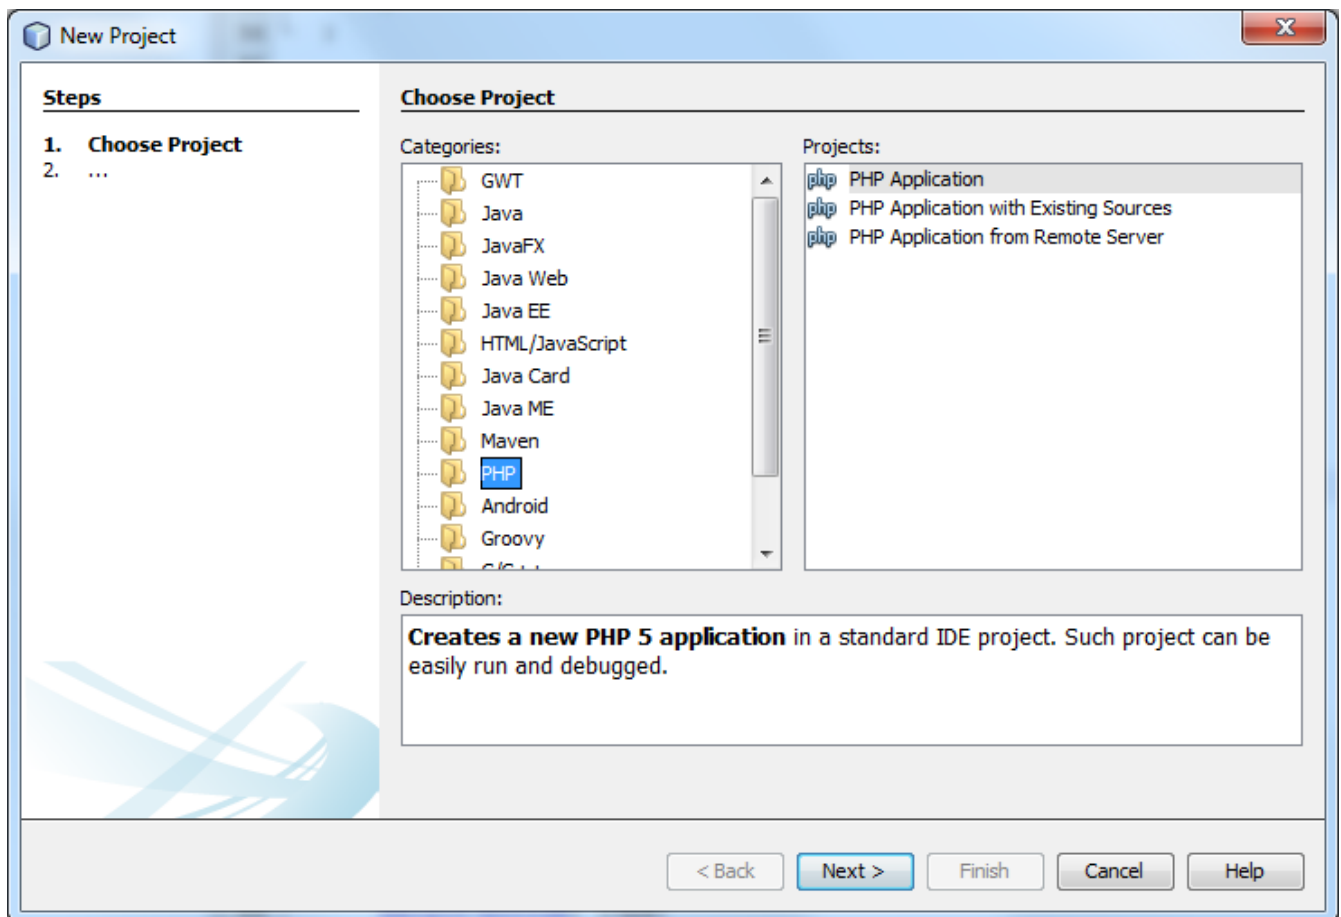 New Project
Steps
1. Choose Project
2. ...
Choose Project
Categories:
GWT
Java
JavaFX
Java Web
Java EE
HTML/JavaScript
Java Card
Java ME
Maven
PHP
Android
Groovy
Projects:
php PHP Application
php PHP Application with Existing Sources
php PHP Application from Remote Server
Description:
Creates a new PHP 5 application in a standard IDE project. Such project can be
easily run and debugged.
< Back
Next >
Finish
Cancel
Help